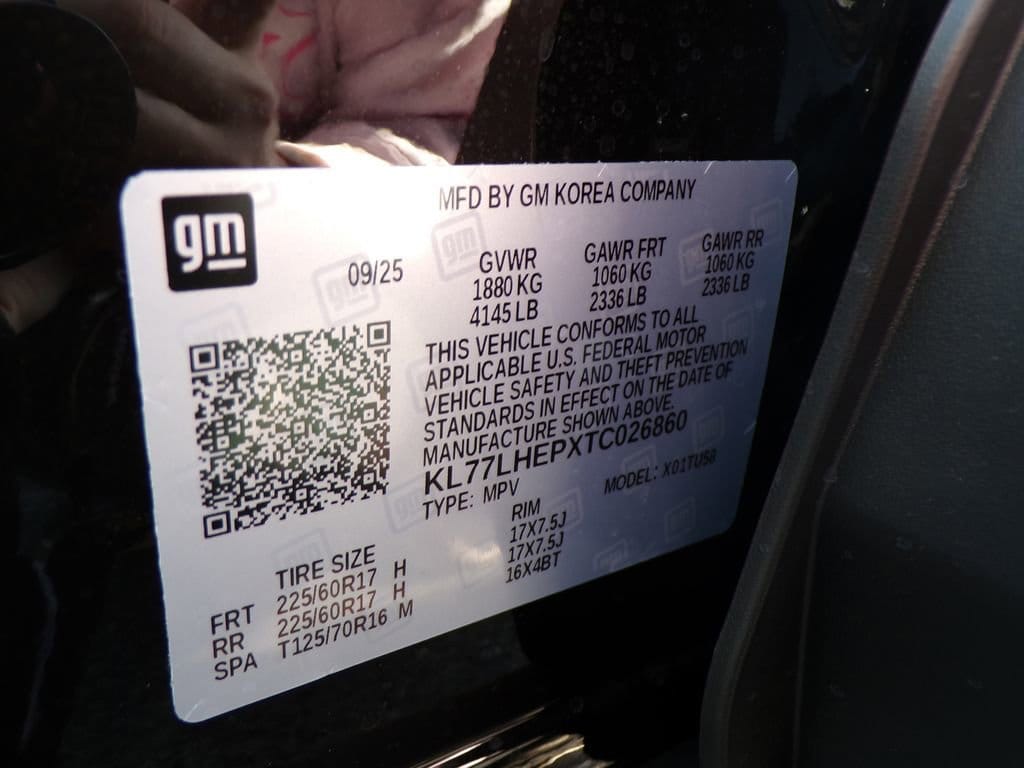 gm
MFD BY GM KOREA COMPANY
09/25
GVWR GAWR FRT GAWR RR
1880 KG 1060 KG 1060 KG
4145 LB 2336 LB 2336 LB
THIS VEHICLE CONFORMS TO ALL
APPLICABLE U.S. FEDERAL MOTOR
VEHICLE SAFETY AND THEFT PREVENTION
STANDARDS IN EFFECT ON THE DATE OF
MANUFACTURE SHOWN ABOVE.
KL77LHEPXTC026860
TYPE: MPV MODEL: X01TU58
TIRE SIZE RIM
FRT 225/60R17 H 17X7.5J
RR 225/60R17 H 17X7.5J
SPA T125/70R16 M 16X4BT